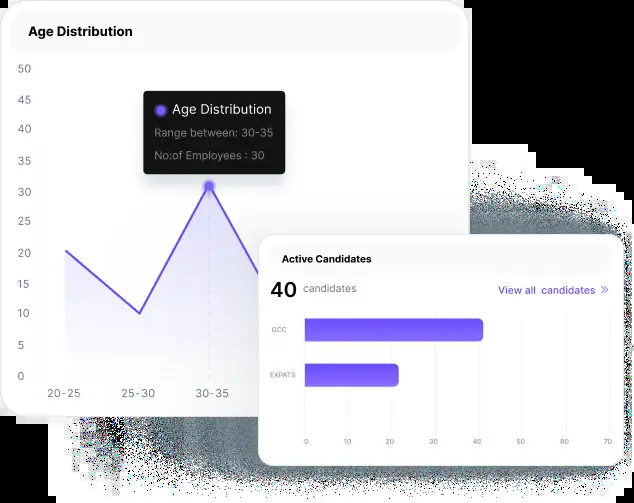 Age Distribution
50
45
40
35
30
25
20
15
10
5
0
20-25
25-30
30-35
Age Distribution
Range between: 30-35
No:of Employees : 30
Active Candidates
40 candidates
View all candidates »
GCC
EXPATS
0 10 20 30 40 50 60 70